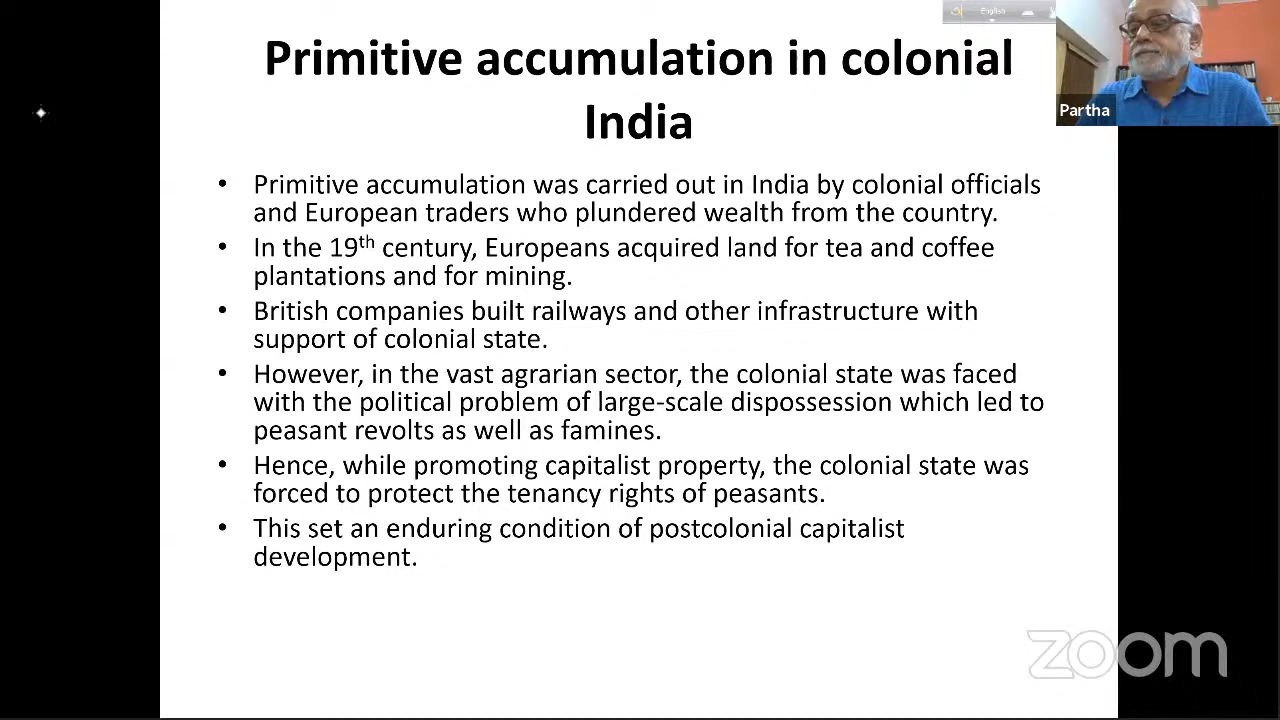 English
Primitive accumulation in colonial
India
Partha
• Primitive accumulation was carried out in India by colonial officials
and European traders who plundered wealth from the country.
• In the 19th century, Europeans acquired land for tea and coffee
plantations and for mining.
• British companies built railways and other infrastructure with
support of colonial state.
• However, in the vast agrarian sector, the colonial state was faced
with the political problem of large-scale dispossession which led to
peasant revolts as well as famines.
• Hence, while promoting capitalist property, the colonial state was
forced to protect the tenancy rights of peasants.
• This set an enduring condition of postcolonial capitalist
development.
zoom